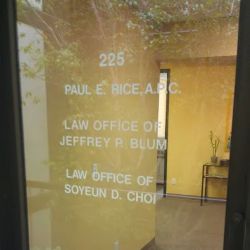 225
PAUL E. RICE, A.P.C.
LAW OFFICE OF
JEFFREY P. BLUM
LAW OFFICE OF
SOYEUN D. CHOI